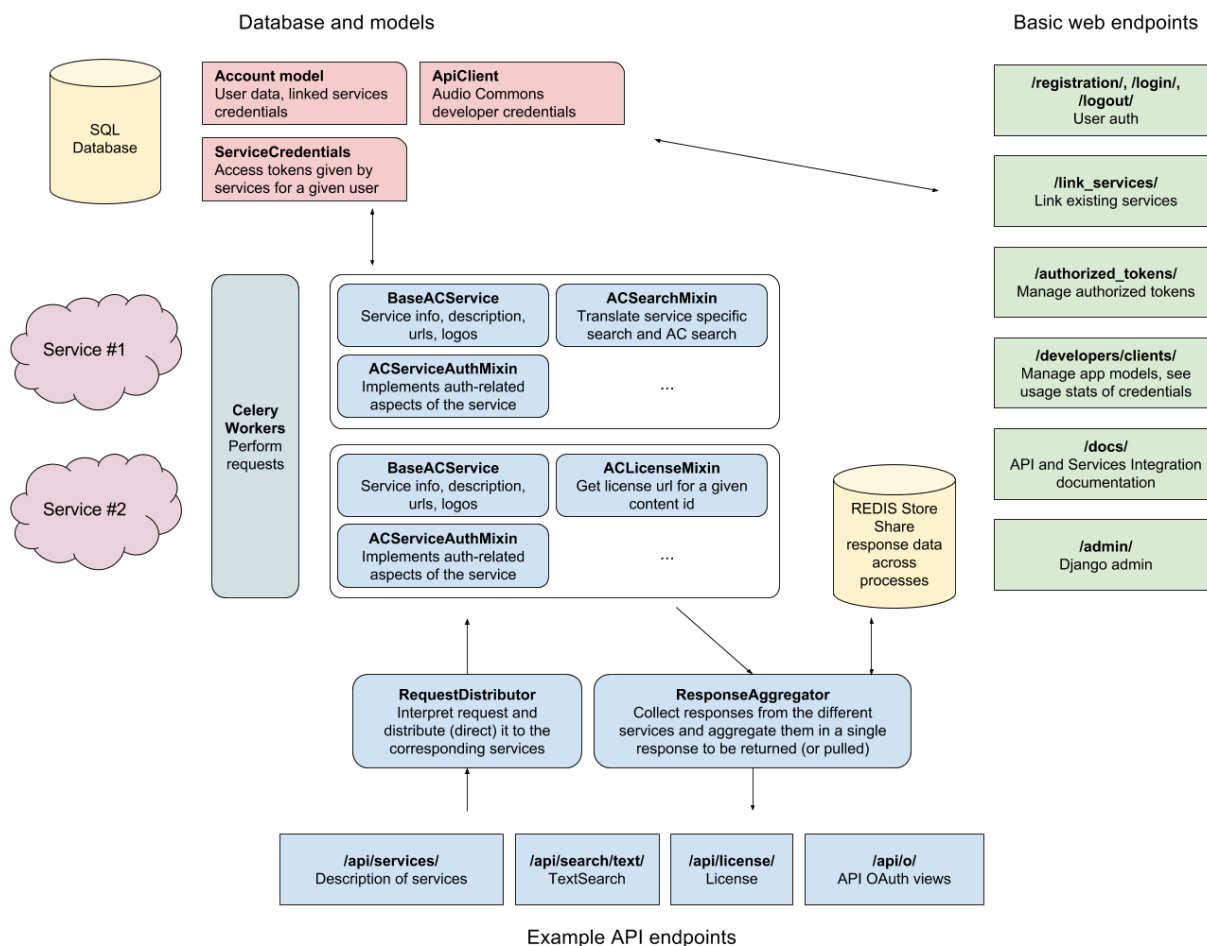 Database and models
Basic web endpoints
SQL
Database
Account model
User data, linked services
credentials
ApiClient
Audio Commons
developer credentials
ServiceCredentials
Access tokens given by
services for a given user
/registration/, /login/,
/logout/
User auth
/link_services/
Link existing services
/authorized_tokens/
Manage authorized tokens
/developers/clients/
Manage app models, see
usage stats of credentials
/docs/
API and Services Integration
documentation
/admin/
Django admin
Service #1
Service #2
Celery
Workers
Perform
requests
BaseACService
Service info, description,
urls, logos
ACSearchMixin
Translate service specific
search and AC search
ACServiceAuthMixin
Implements auth-related
aspects of the service
...
BaseACService
Service info, description,
urls, logos
ACLicenseMixin
Get license url for a given
content id
ACServiceAuthMixin
Implements auth-related
aspects of the service
...
REDIS Store
Share
response data
across
processes
RequestDistributor
Interpret request and
distribute (direct) it to the
corresponding services
ResponseAggregator
Collect responses from the different
services and aggregate them in a single
response to be returned (or pulled)
/api/services/
Description of services
/api/search/text/
TextSearch
/api/license/
License
/api/o/
API OAuth views
Example API endpoints